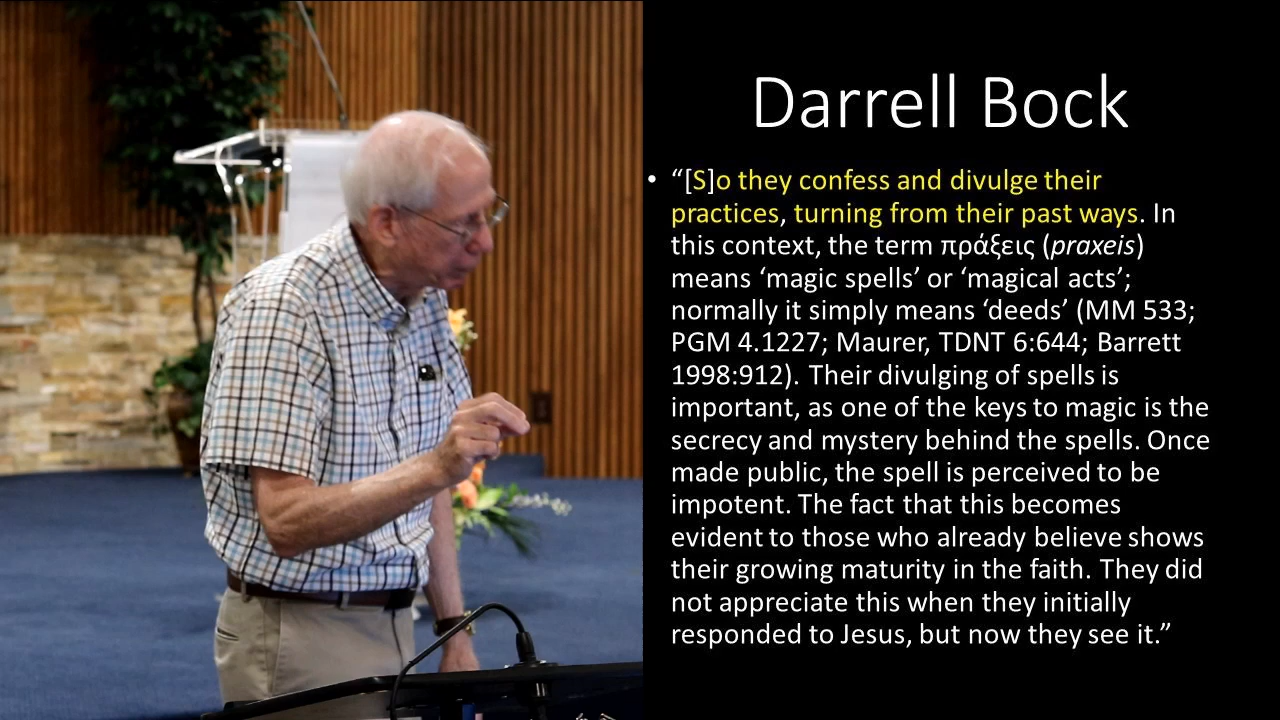 Darrell Bock
• “[S]o they confess and divulge their
practices, turning from their past ways. In
this context, the term πράξεις (praxeis)
means ‘magic spells’ or ‘magical acts’;
normally it simply means ‘deeds’ (MM 533;
PGM 4.1227; Maurer, TDNT 6:644; Barrett
1998:912). Their divulging of spells is
important, as one of the keys to magic is the
secrecy and mystery behind the spells. Once
made public, the spell is perceived to be
impotent. The fact that this becomes
evident to those who already believe shows
their growing maturity in the faith. They did
not appreciate this when they initially
responded to Jesus, but now they see it.”